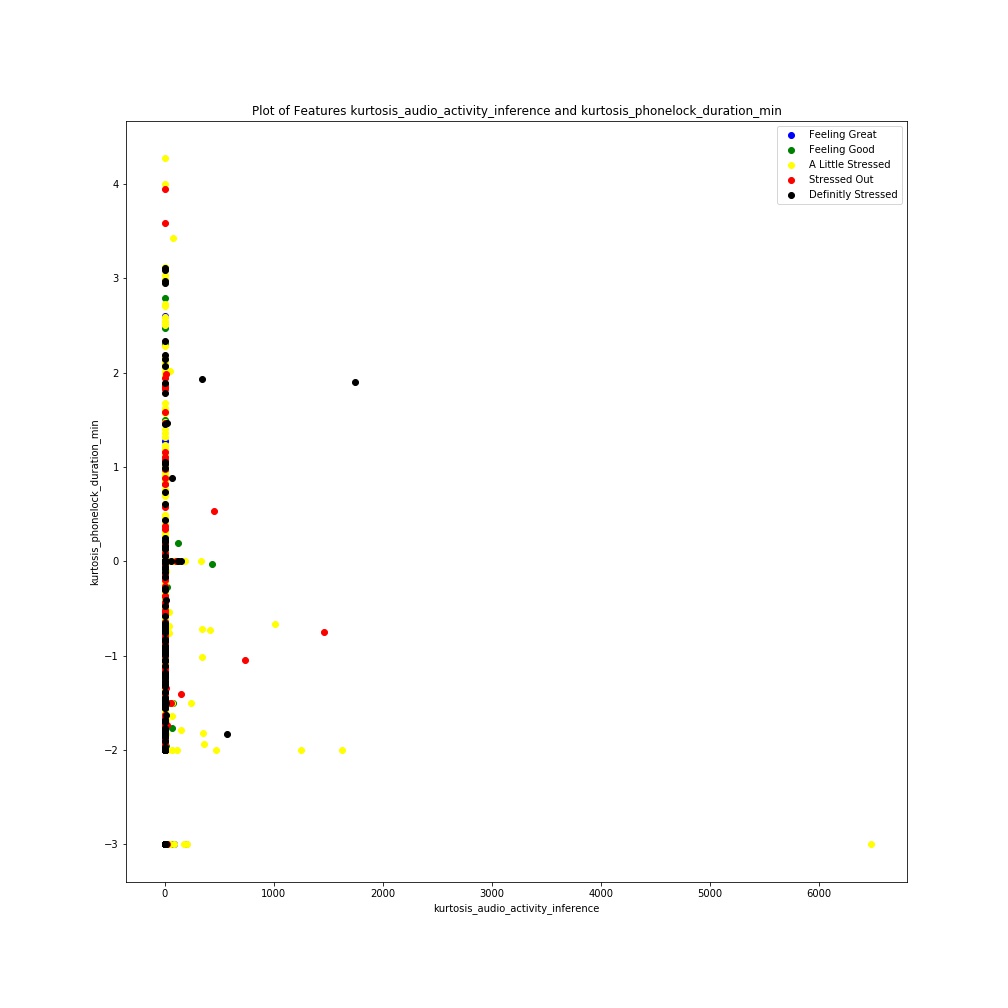 Plot of Features kurtosis_audio_activity_inference and kurtosis_phonelock_duration_min
Feeling Great
Feeling Good
A Little Stressed
Stressed Out
Definitly Stressed
kurtosis_phonelock_duration_min
4
3
2
1
0
−1
−2
−3
0 1000 2000 3000 4000 5000 6000
kurtosis_audio_activity_inference